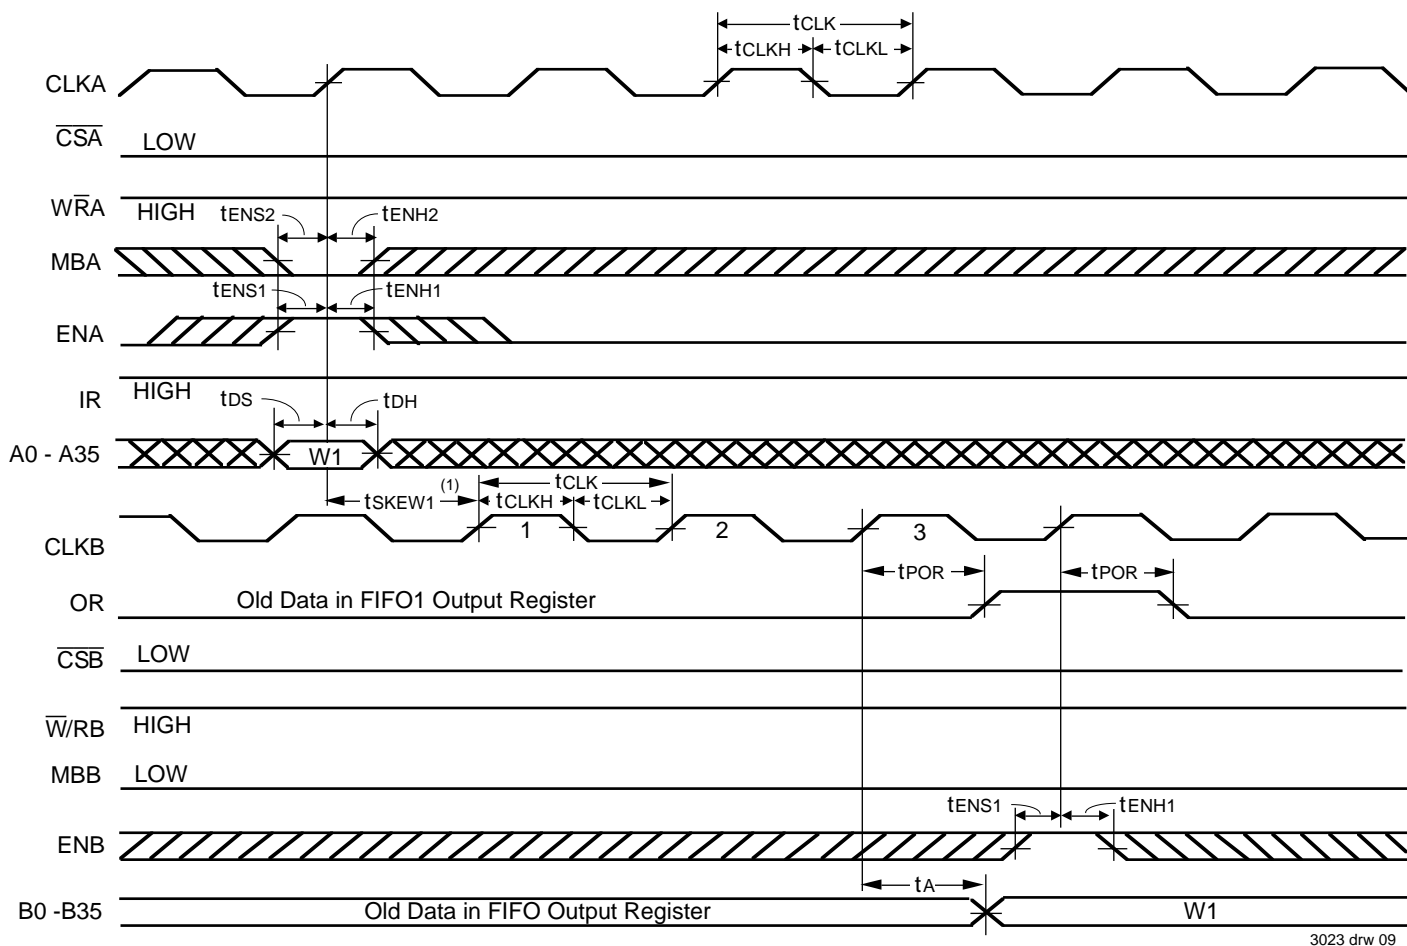 tCLK
tCLKH tCLKL
CLKA
CSA LOW
WRA HIGH tENS2 tENH2
MBA
tENS1 tENH1
ENA
IR HIGH
tDS tDH
A0 - A35 W1
tSKEW1 (1) tCLK
tCLKH tCLKL
CLKB 1 2 3
tPOR tPOR
OR Old Data in FIFO1 Output Register
CSB LOW
W/RB HIGH
MBB LOW
tENS1 tENH1
ENB
tA
B0 -B35 Old Data in FIFO Output Register W1
3023 drw 09